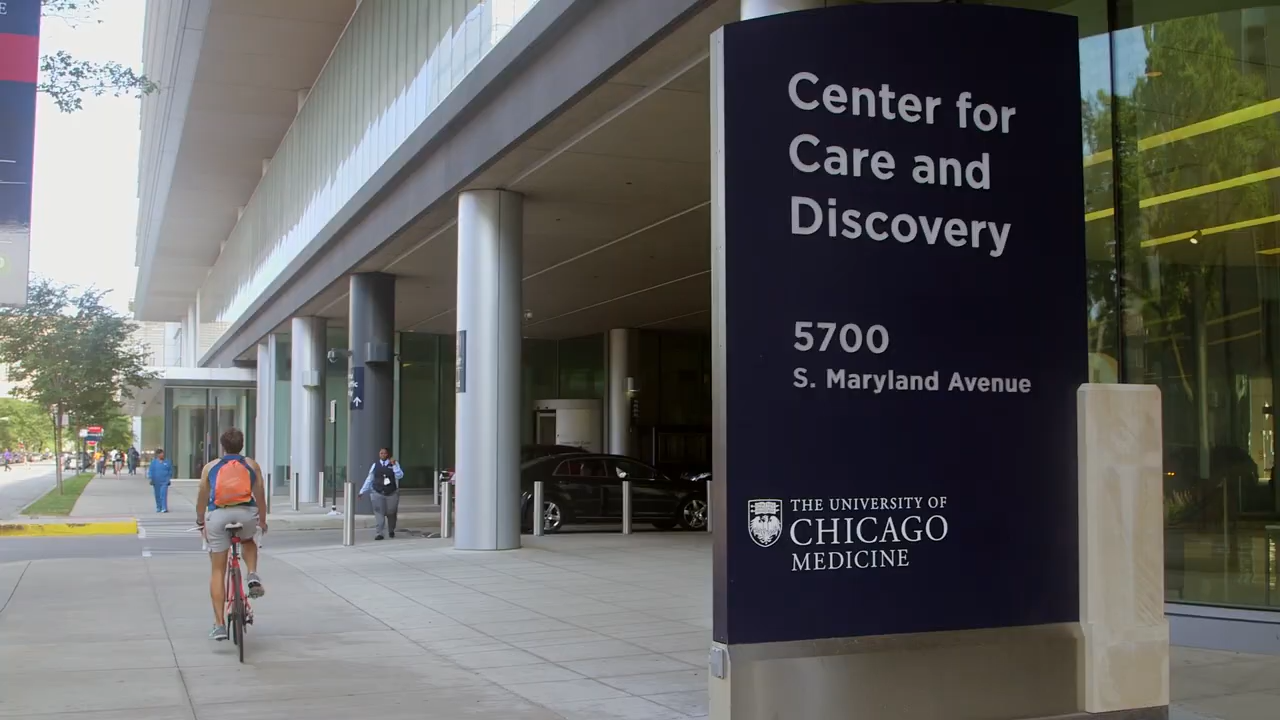 Center for
Care and
Discovery
5700
S. Maryland Avenue
THE UNIVERSITY OF
CHICAGO
MEDICINE